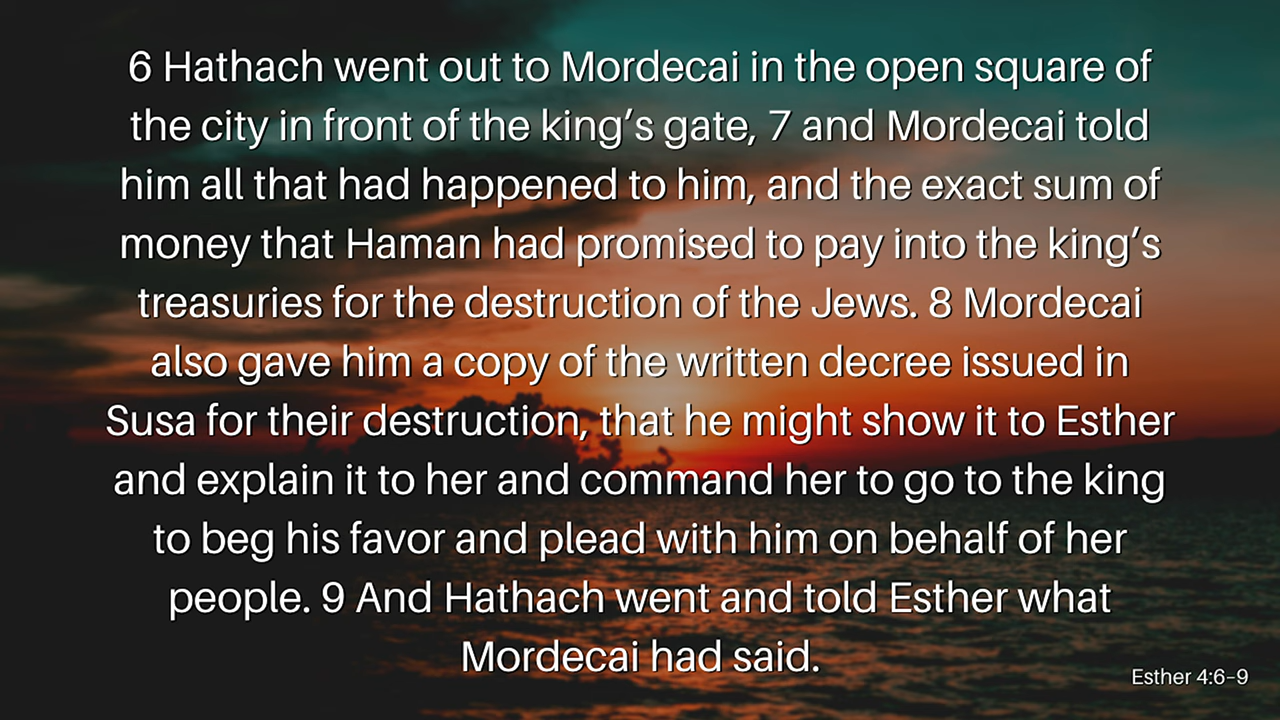 6 Hathach went out to Mordecai in the open square of
the city in front of the king’s gate, 7 and Mordecai told
him all that had happened to him, and the exact sum of
money that Haman had promised to pay into the king’s
treasuries for the destruction of the Jews. 8 Mordecai
also gave him a copy of the written decree issued in
Susa for their destruction, that he might show it to Esther
and explain it to her and command her to go to the king
to beg his favor and plead with him on behalf of her
people. 9 And Hathach went and told Esther what
Mordecai had said.
Esther 4:6–9